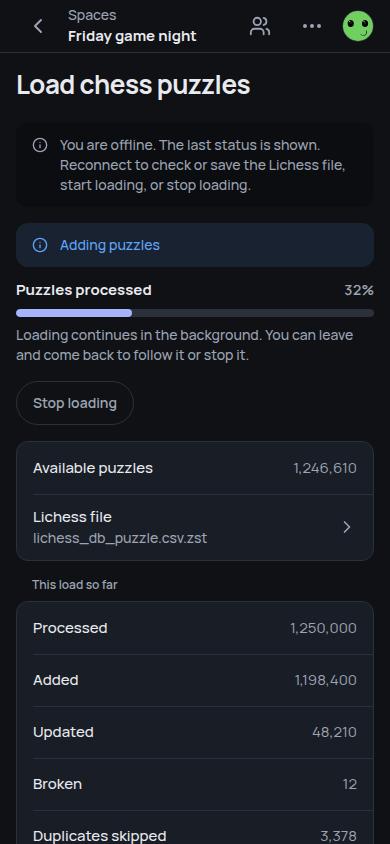 Spaces
Friday game night
Load chess puzzles
You are offline. The last status is shown.
Reconnect to check or save the Lichess file,
start loading, or stop loading.
Adding puzzles
Puzzles processed 32%
Loading continues in the background. You can leave
and come back to follow it or stop it.
Stop loading
Available puzzles 1,246,610
Lichess file
lichess_db_puzzle.csv.zst
This load so far
Processed 1,250,000
Added 1,198,400
Updated 48,210
Broken 12
Duplicates skipped 3,378